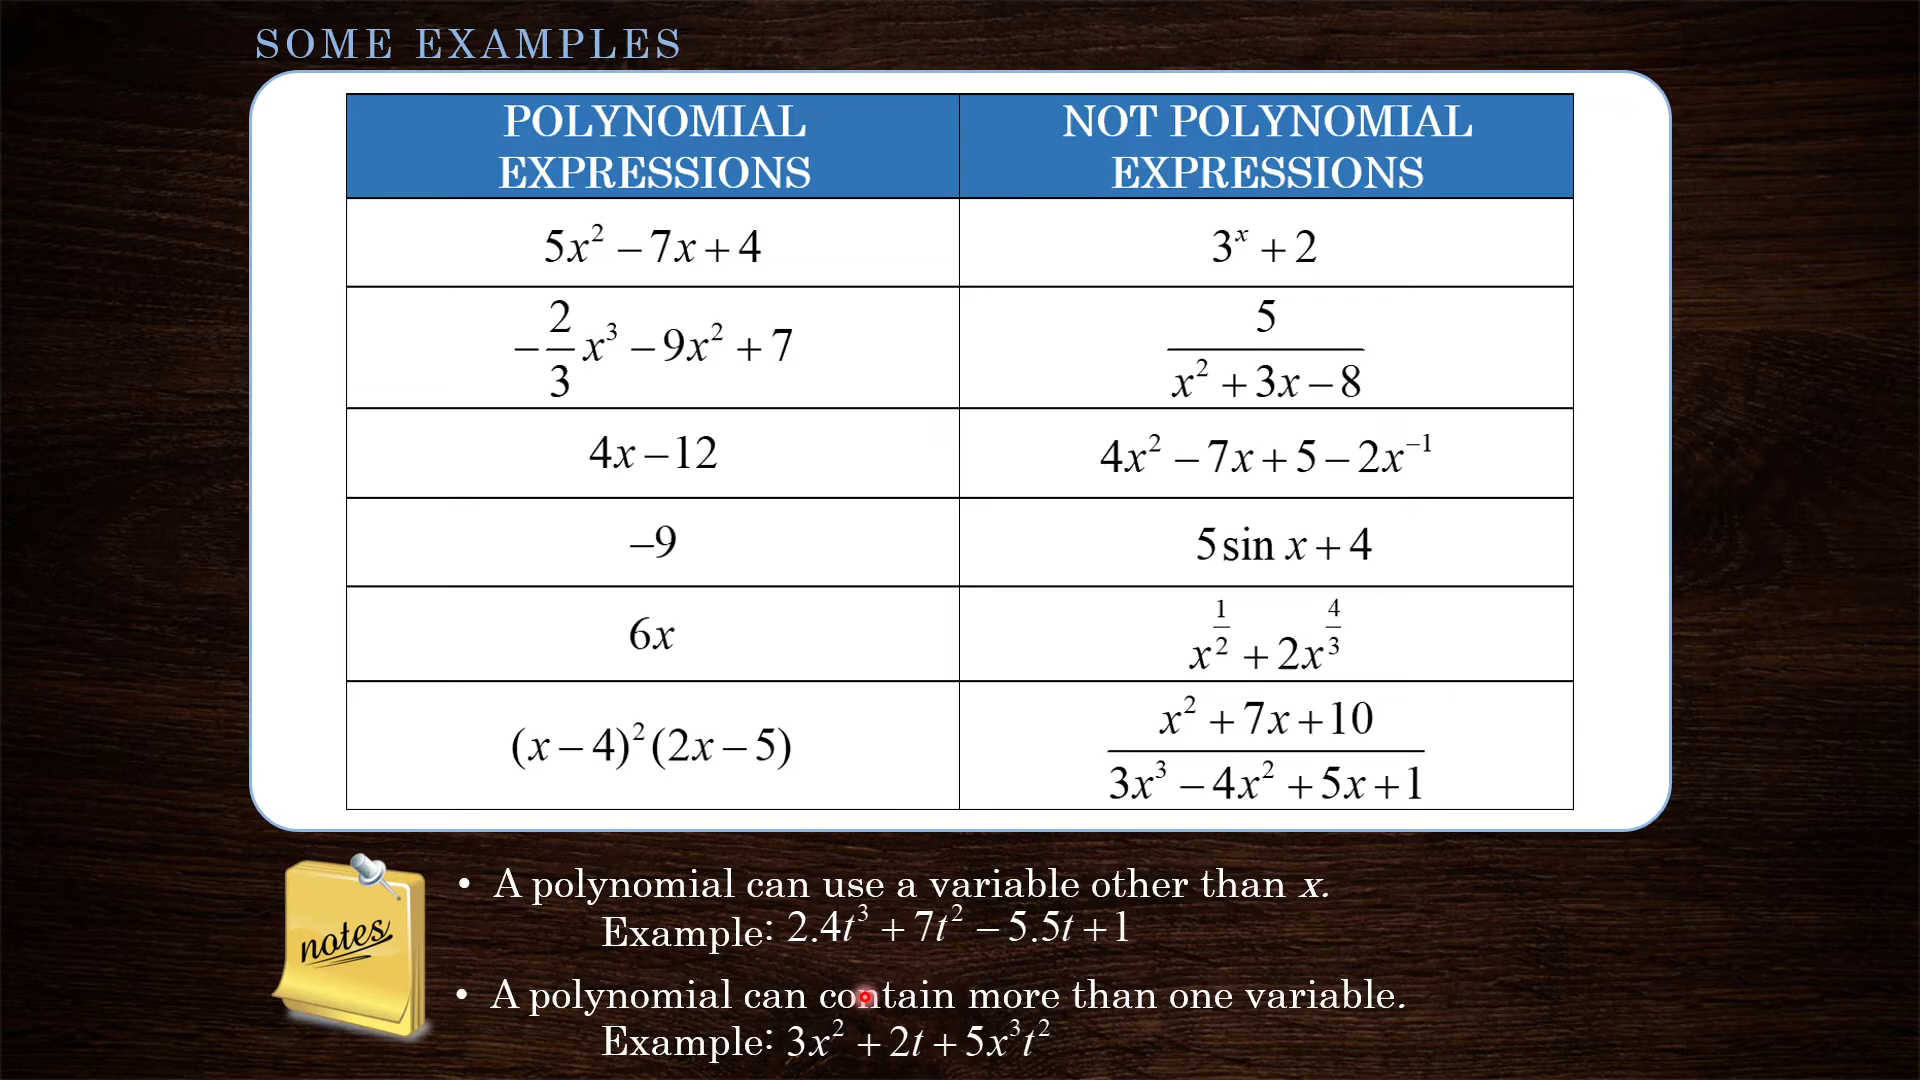 SOME EXAMPLES
POLYNOMIAL EXPRESSIONS | NOT POLYNOMIAL EXPRESSIONS
5x² − 7x + 4 | 3ˣ + 2
−2/3 x³ − 9x² + 7 | 5/(x² + 3x − 8)
4x − 12 | 4x² − 7x + 5 − 2x⁻¹
−9 | 5 sin x + 4
6x | x^(1/2) + 2x^(4/3)
(x − 4)²(2x − 5) | (x² + 7x + 10)/(3x³ − 4x² + 5x + 1)
notes
• A polynomial can use a variable other than x.
Example: 2.4t³ + 7t² − 5.5t + 1
• A polynomial can contain more than one variable.
Example: 3x² + 2t + 5x³t²